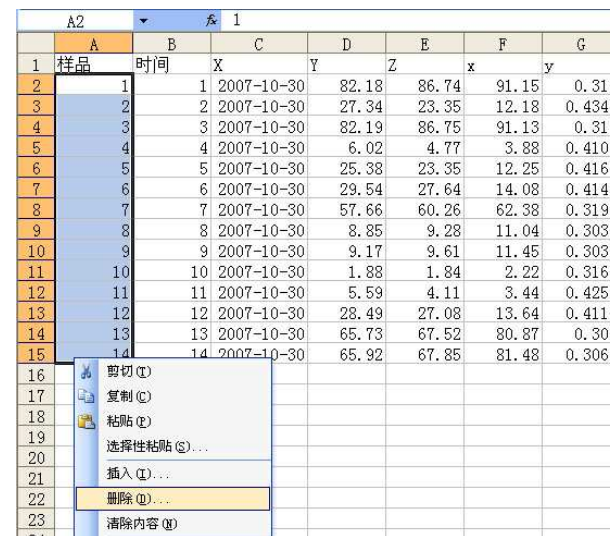 A2 fx 1
A B C D E F G
1 样品 时间 X Y Z x y
2 1 1 2007-10-30 82.18 86.74 91.15 0.31
3 2 2 2007-10-30 27.34 23.35 12.18 0.434
4 3 3 2007-10-30 82.19 86.75 91.13 0.31
5 4 4 2007-10-30 6.02 4.77 3.88 0.410
6 5 5 2007-10-30 25.38 23.35 12.25 0.416
7 6 6 2007-10-30 29.54 27.64 14.08 0.414
8 7 7 2007-10-30 57.66 60.26 62.38 0.319
9 8 8 2007-10-30 8.85 9.28 11.04 0.303
10 9 9 2007-10-30 9.17 9.61 11.45 0.303
11 10 10 2007-10-30 1.88 1.84 2.22 0.316
12 11 11 2007-10-30 5.59 4.11 3.44 0.425
13 12 12 2007-10-30 28.49 27.08 13.64 0.411
14 13 13 2007-10-30 65.73 67.52 80.87 0.30
15 14 14 2007-10-30 65.92 67.85 81.48 0.306
16 剪切(T)
17 复制(C)
18 粘贴(P)
19 选择性粘贴(S)...
20
21 插入(I)...
22 删除(D)...
23 清除内容(N)